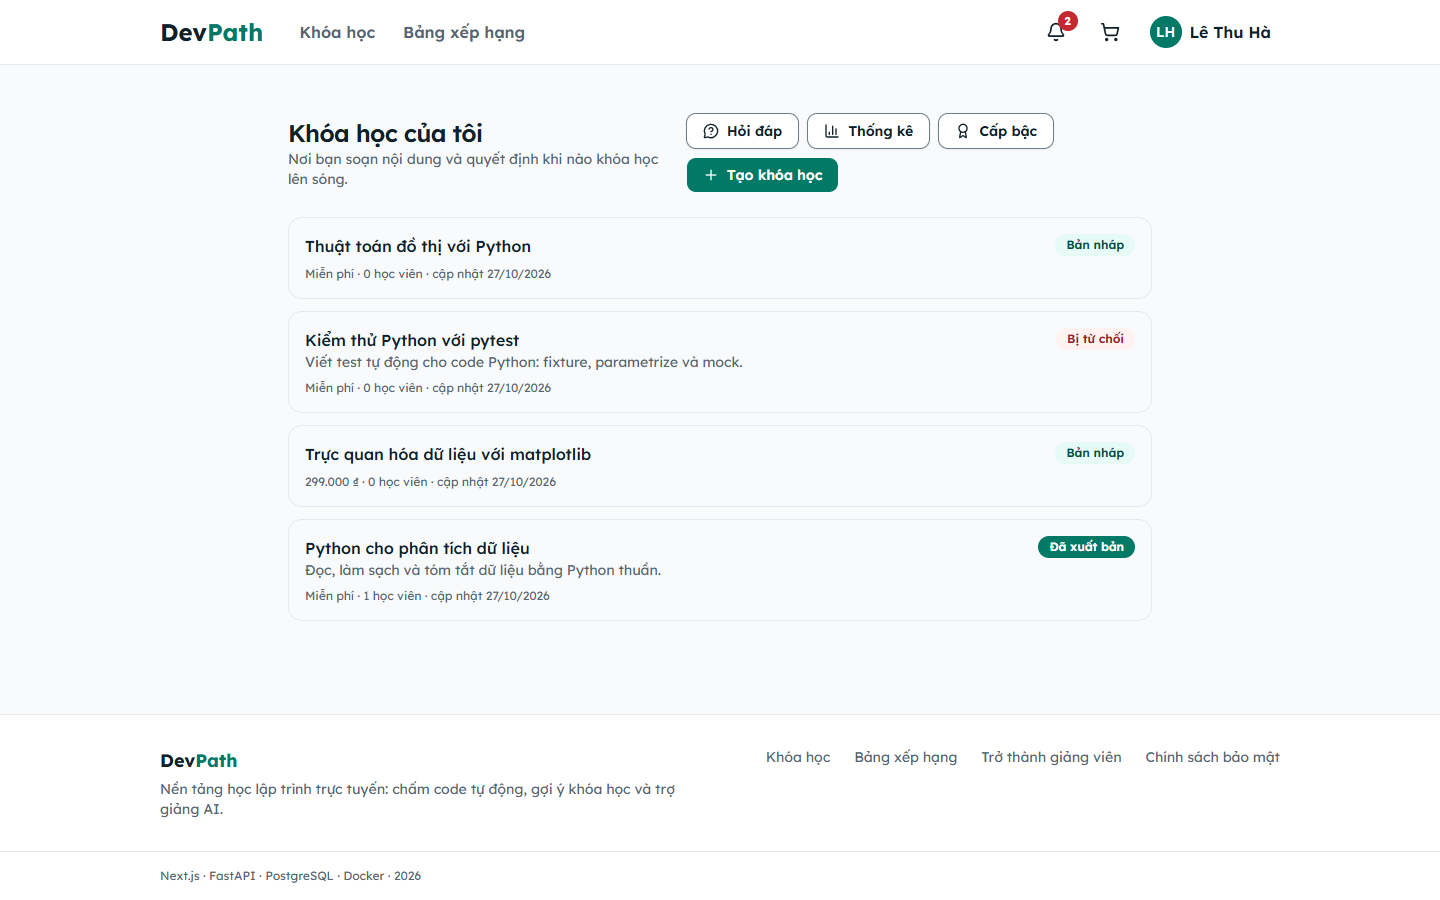 DevPath
Khóa học
Bảng xếp hạng
2
LH
Lê Thu Hà
Khóa học của tôi
Nơi bạn soạn nội dung và quyết định khi nào khóa học
lên sóng.
Hỏi đáp
Thống kê
Cấp bậc
Tạo khóa học
Thuật toán đồ thị với Python
Bản nháp
Miễn phí · 0 học viên · cập nhật 27/10/2026
Kiểm thử Python với pytest
Bị từ chối
Viết test tự động cho code Python: fixture, parametrize và mock.
Miễn phí · 0 học viên · cập nhật 27/10/2026
Trực quan hóa dữ liệu với matplotlib
Bản nháp
299.000 ₫ · 0 học viên · cập nhật 27/10/2026
Python cho phân tích dữ liệu
Đã xuất bản
Đọc, làm sạch và tóm tắt dữ liệu bằng Python thuần.
Miễn phí · 1 học viên · cập nhật 27/10/2026
DevPath
Nền tảng học lập trình trực tuyến: chấm code tự động, gợi ý khóa học và trợ
giảng AI.
Khóa học
Bảng xếp hạng
Trở thành giảng viên
Chính sách bảo mật
Next.js · FastAPI · PostgreSQL · Docker · 2026